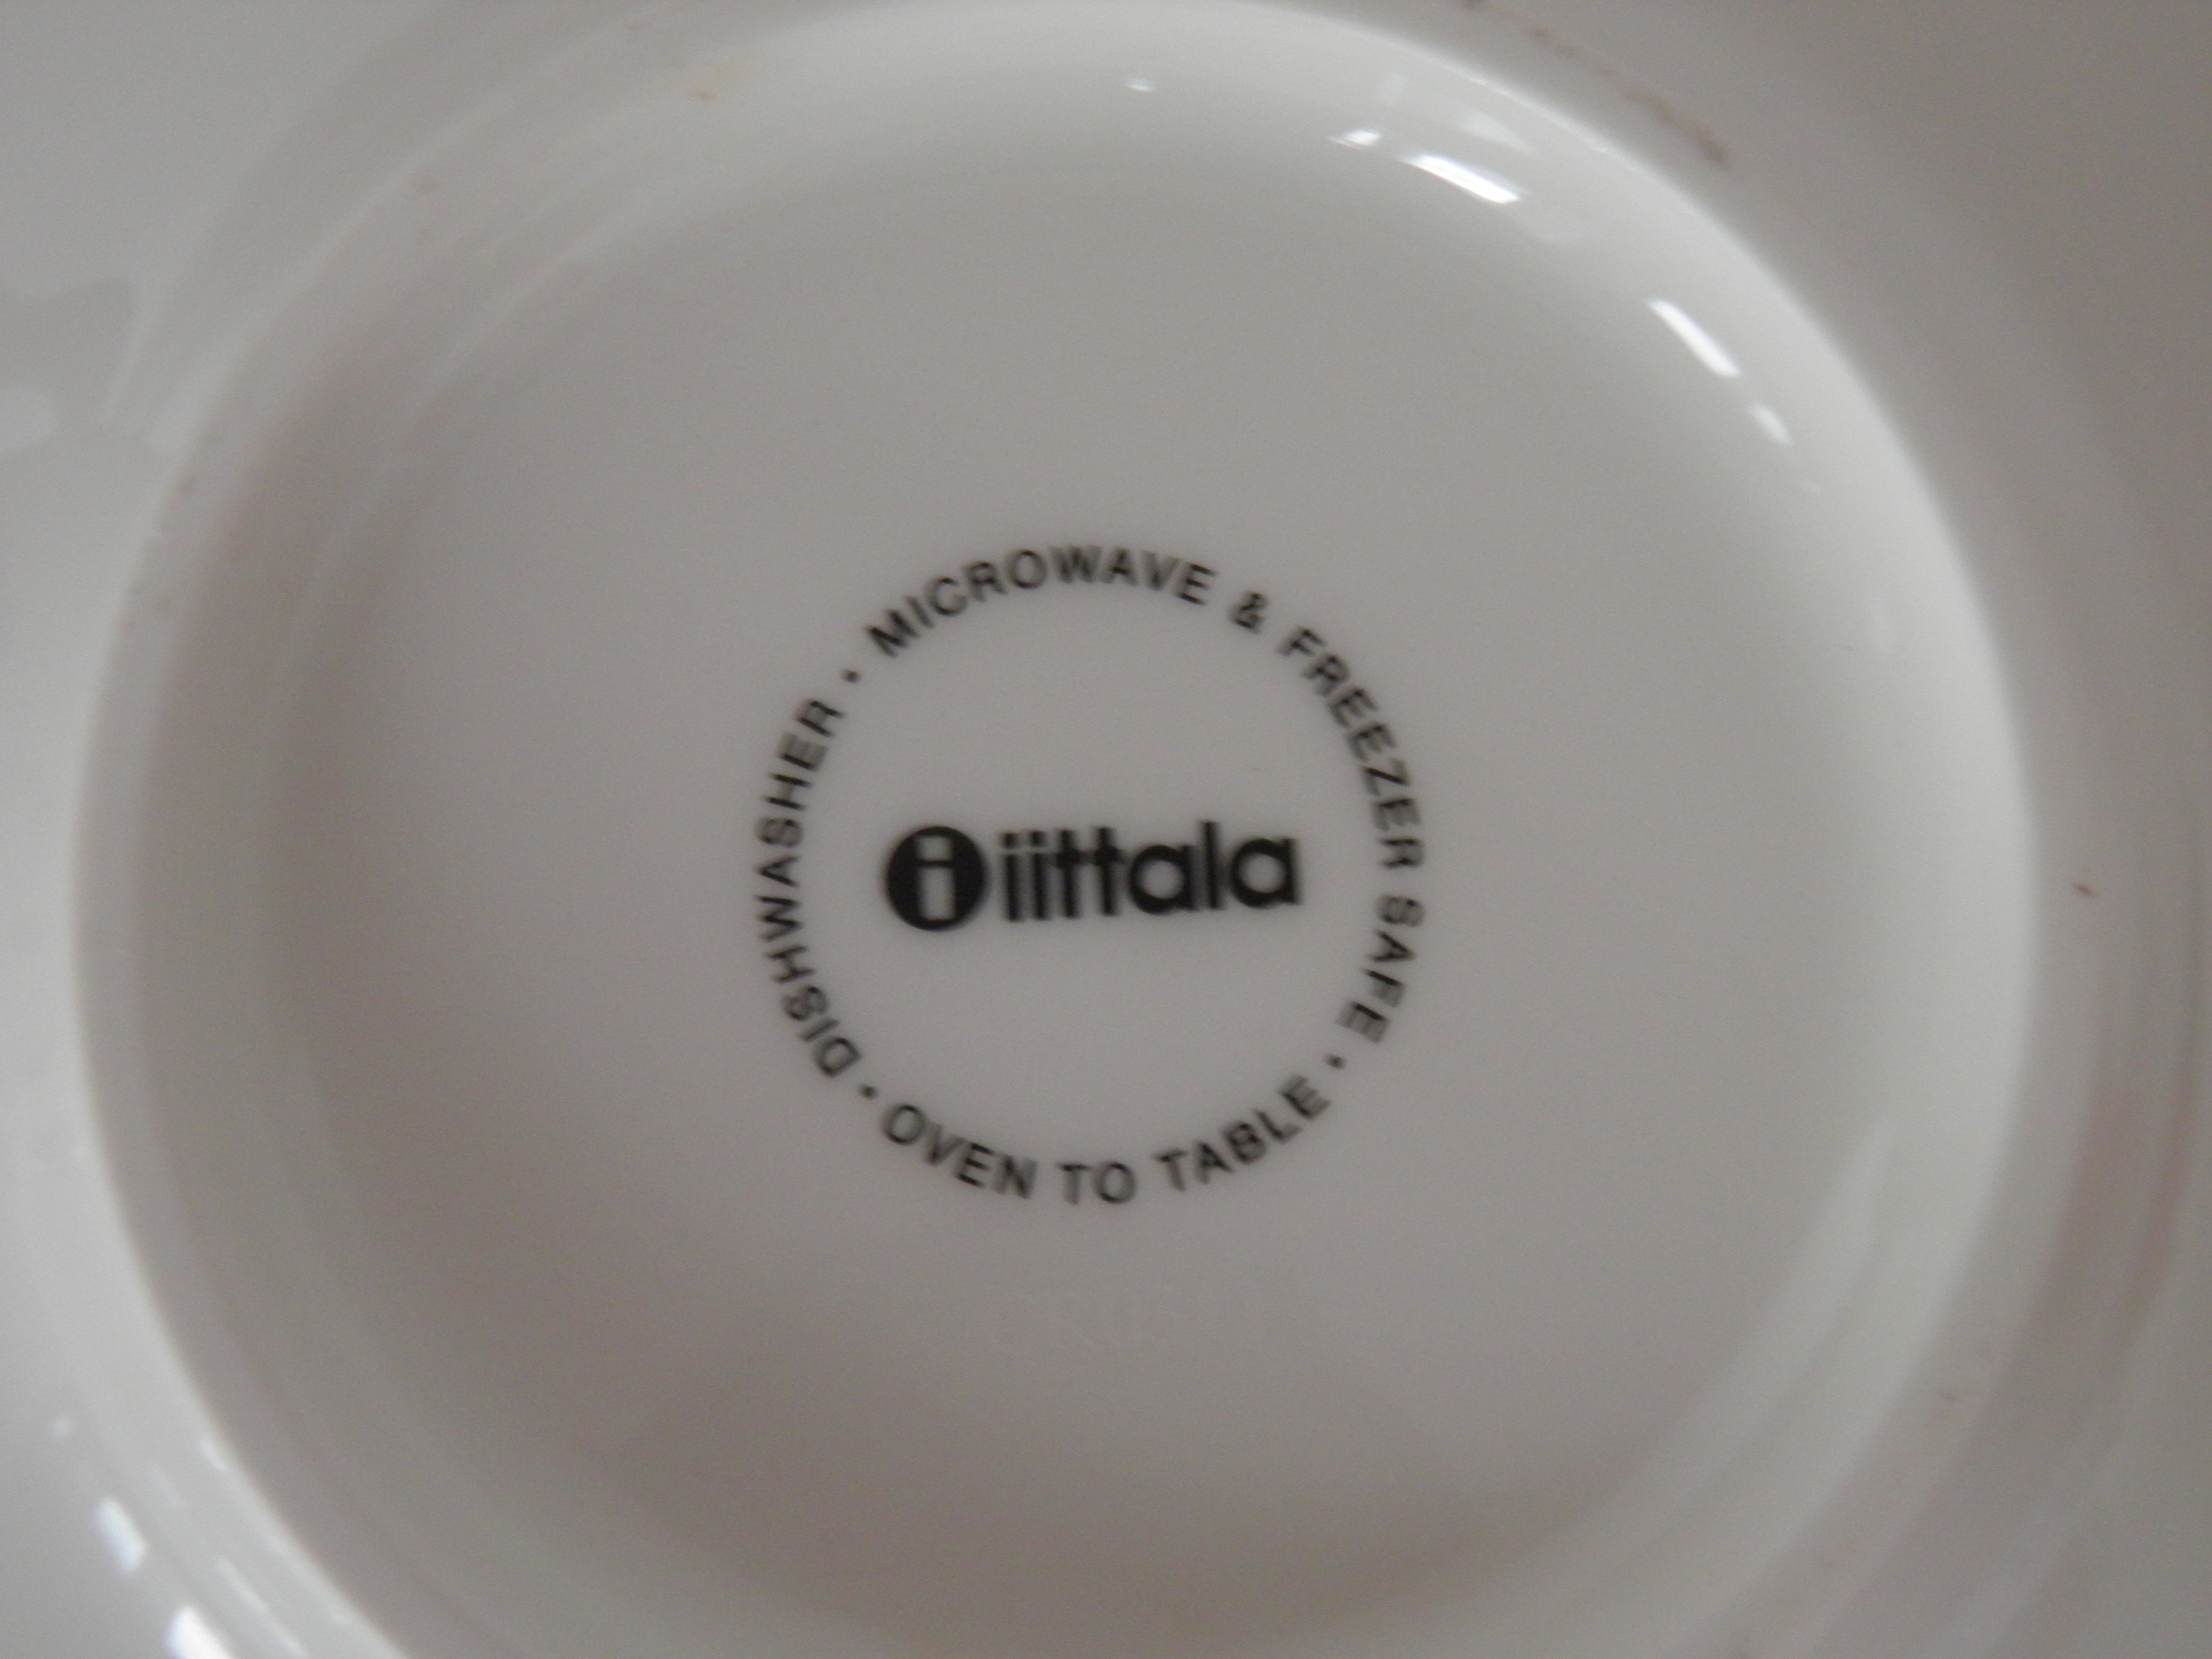 DISHWASHER • MICROWAVE & FREEZER SAFE • OVEN TO TABLE •
i iittala